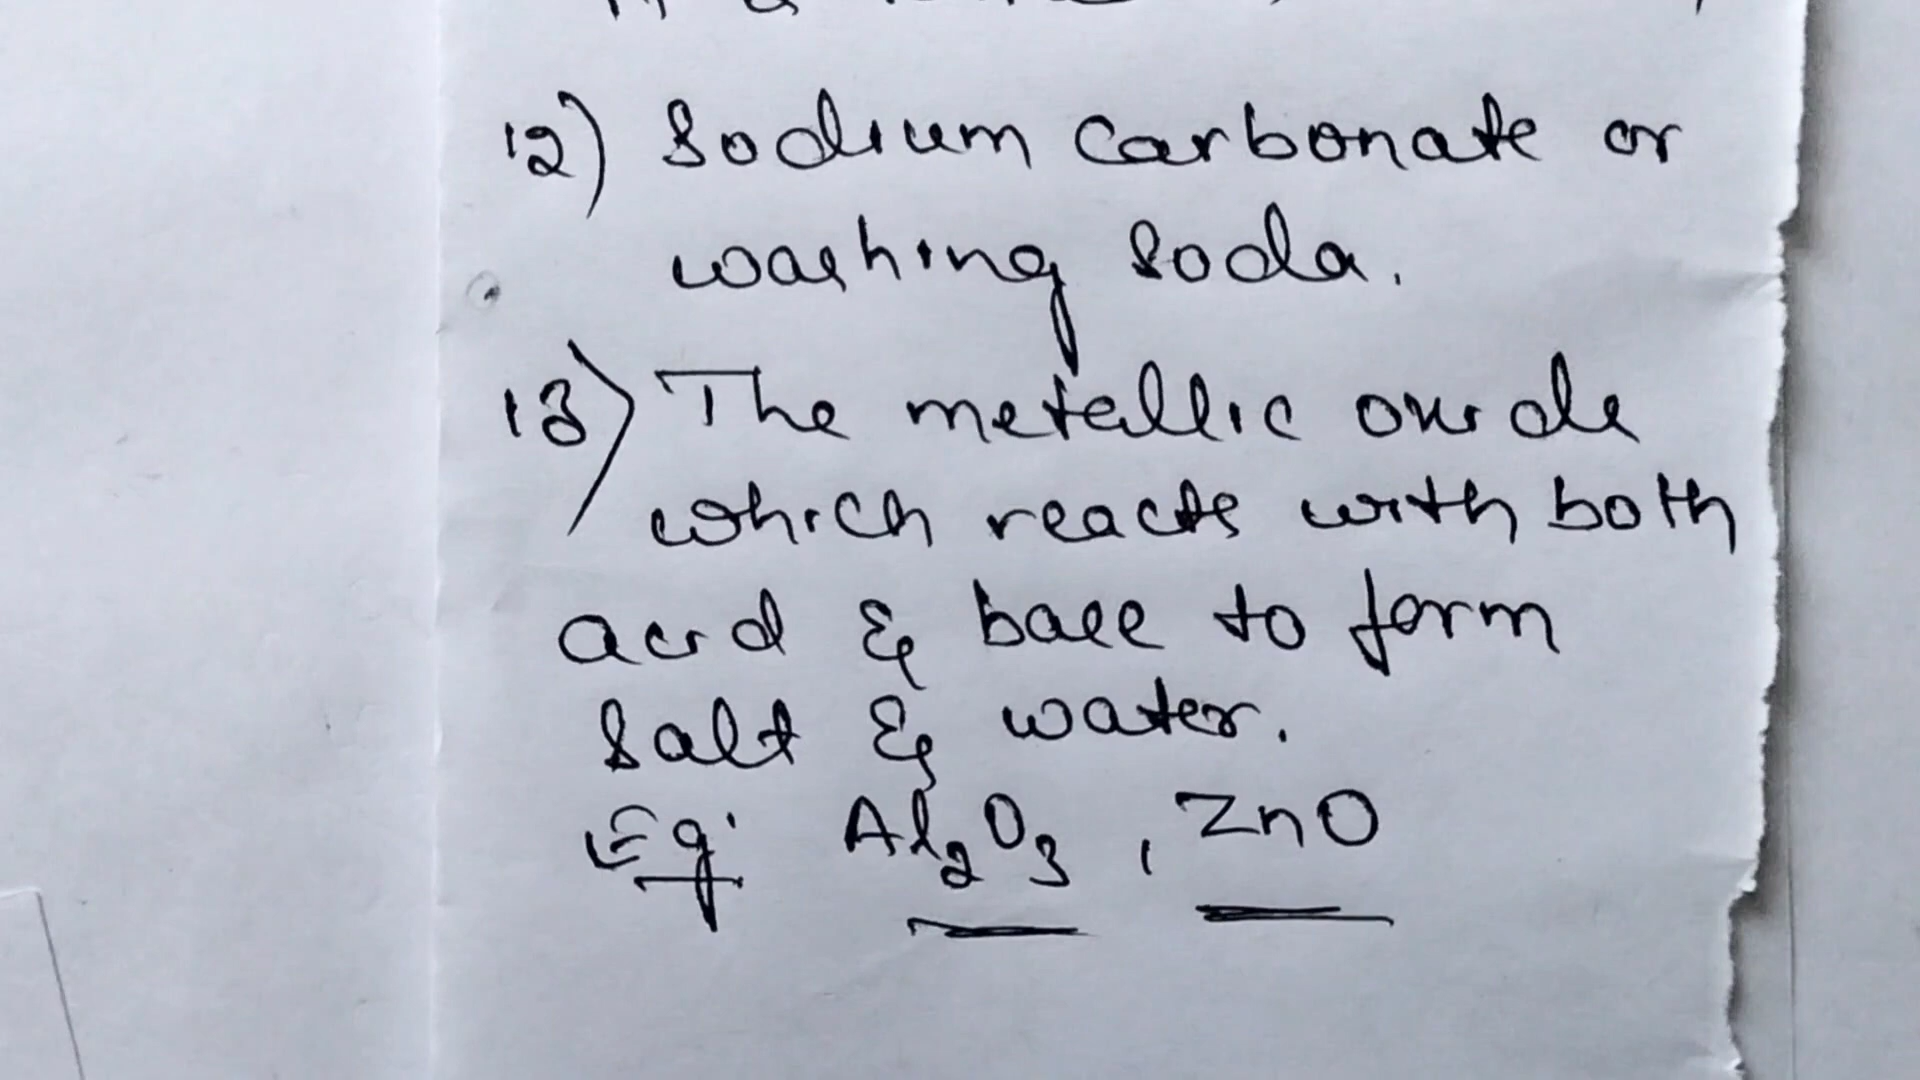 12) Sodium carbonate or
washing soda.
13) The metallic oxide
which reacts with both
acid & base to form
salt & water.
Eg: Al₂O₃, ZnO